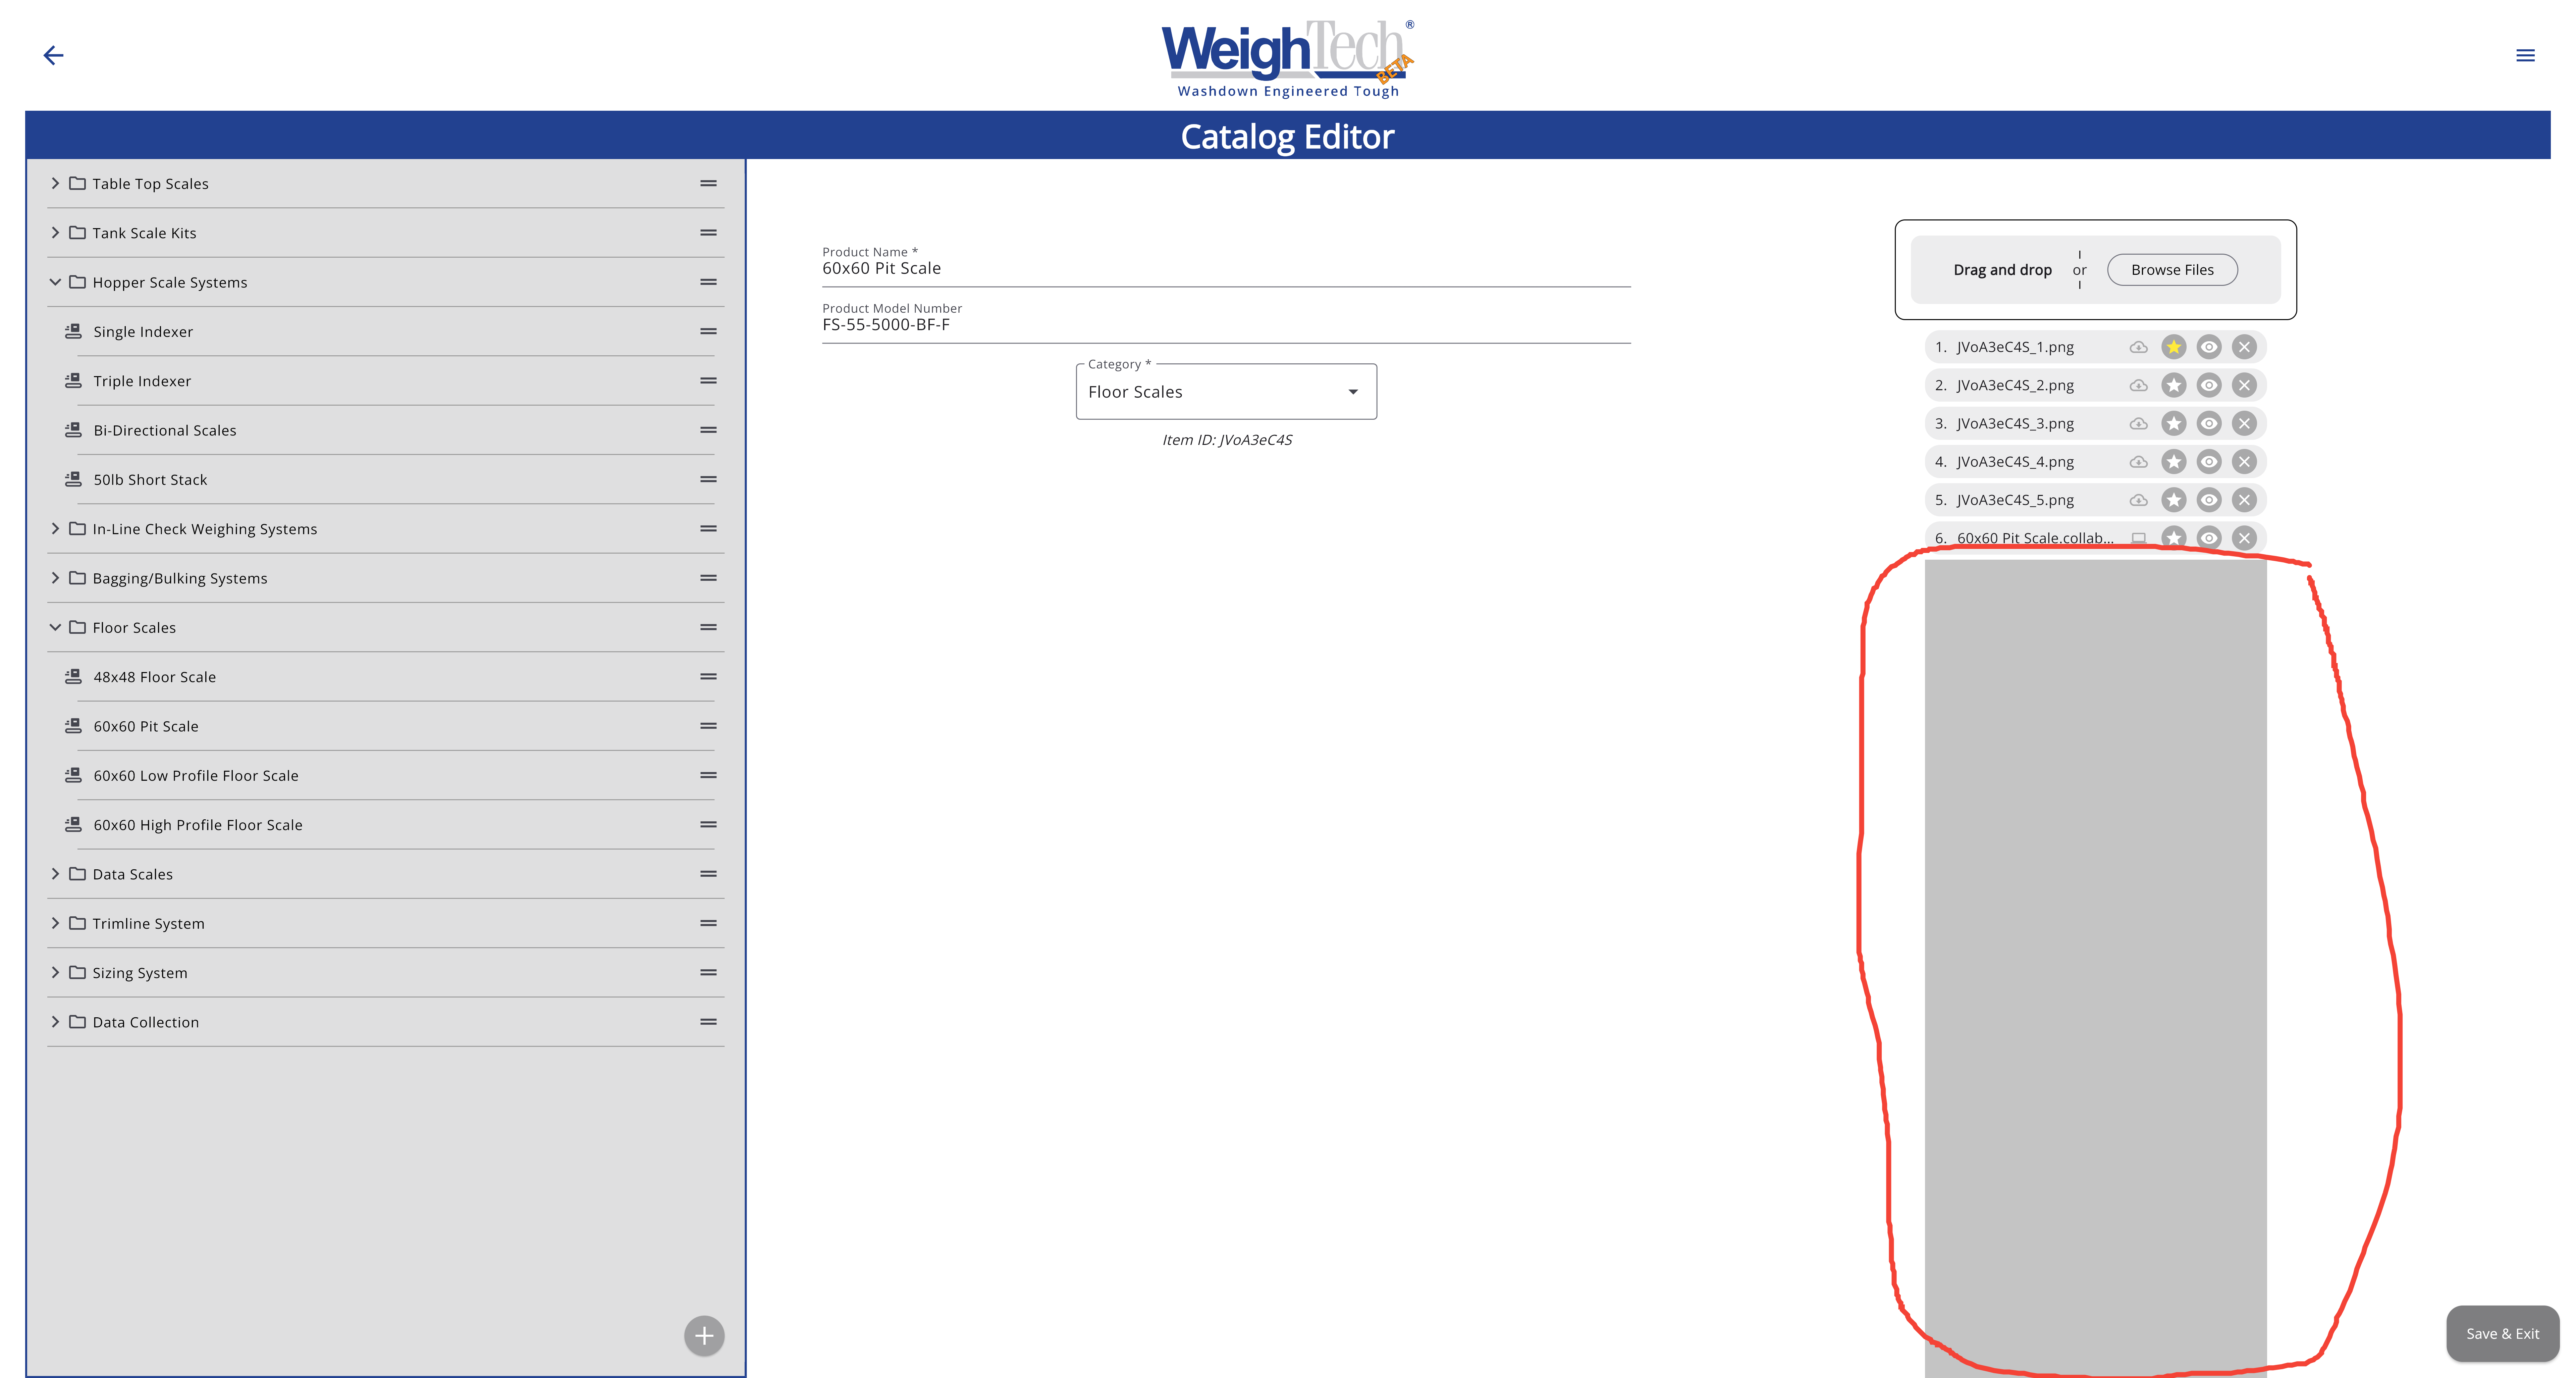 WeighTech®
BETA
Washdown Engineered Tough
Catalog Editor
Table Top Scales
Tank Scale Kits
Hopper Scale Systems
Single Indexer
Triple Indexer
Bi-Directional Scales
50lb Short Stack
In-Line Check Weighing Systems
Bagging/Bulking Systems
Floor Scales
48x48 Floor Scale
60x60 Pit Scale
60x60 Low Profile Floor Scale
60x60 High Profile Floor Scale
Data Scales
Trimline System
Sizing System
Data Collection
Product Name *
60x60 Pit Scale
Product Model Number
FS-55-5000-BF-F
Category *
Floor Scales
Item ID: JVoA3eC4S
Drag and drop or Browse Files
1. JVoA3eC4S_1.png
2. JVoA3eC4S_2.png
3. JVoA3eC4S_3.png
4. JVoA3eC4S_4.png
5. JVoA3eC4S_5.png
6. 60x60 Pit Scale.collab...
Save & Exit